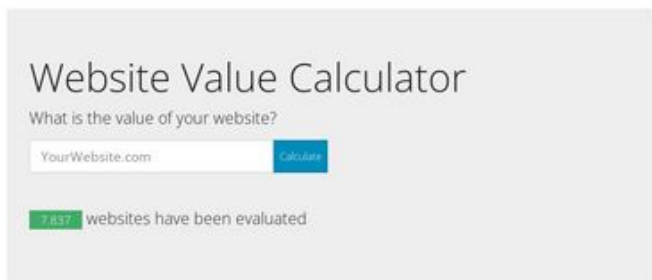 Website Value Calculator
What is the value of your website?
YourWebsite.com
Calculate
7.837 websites have been evaluated